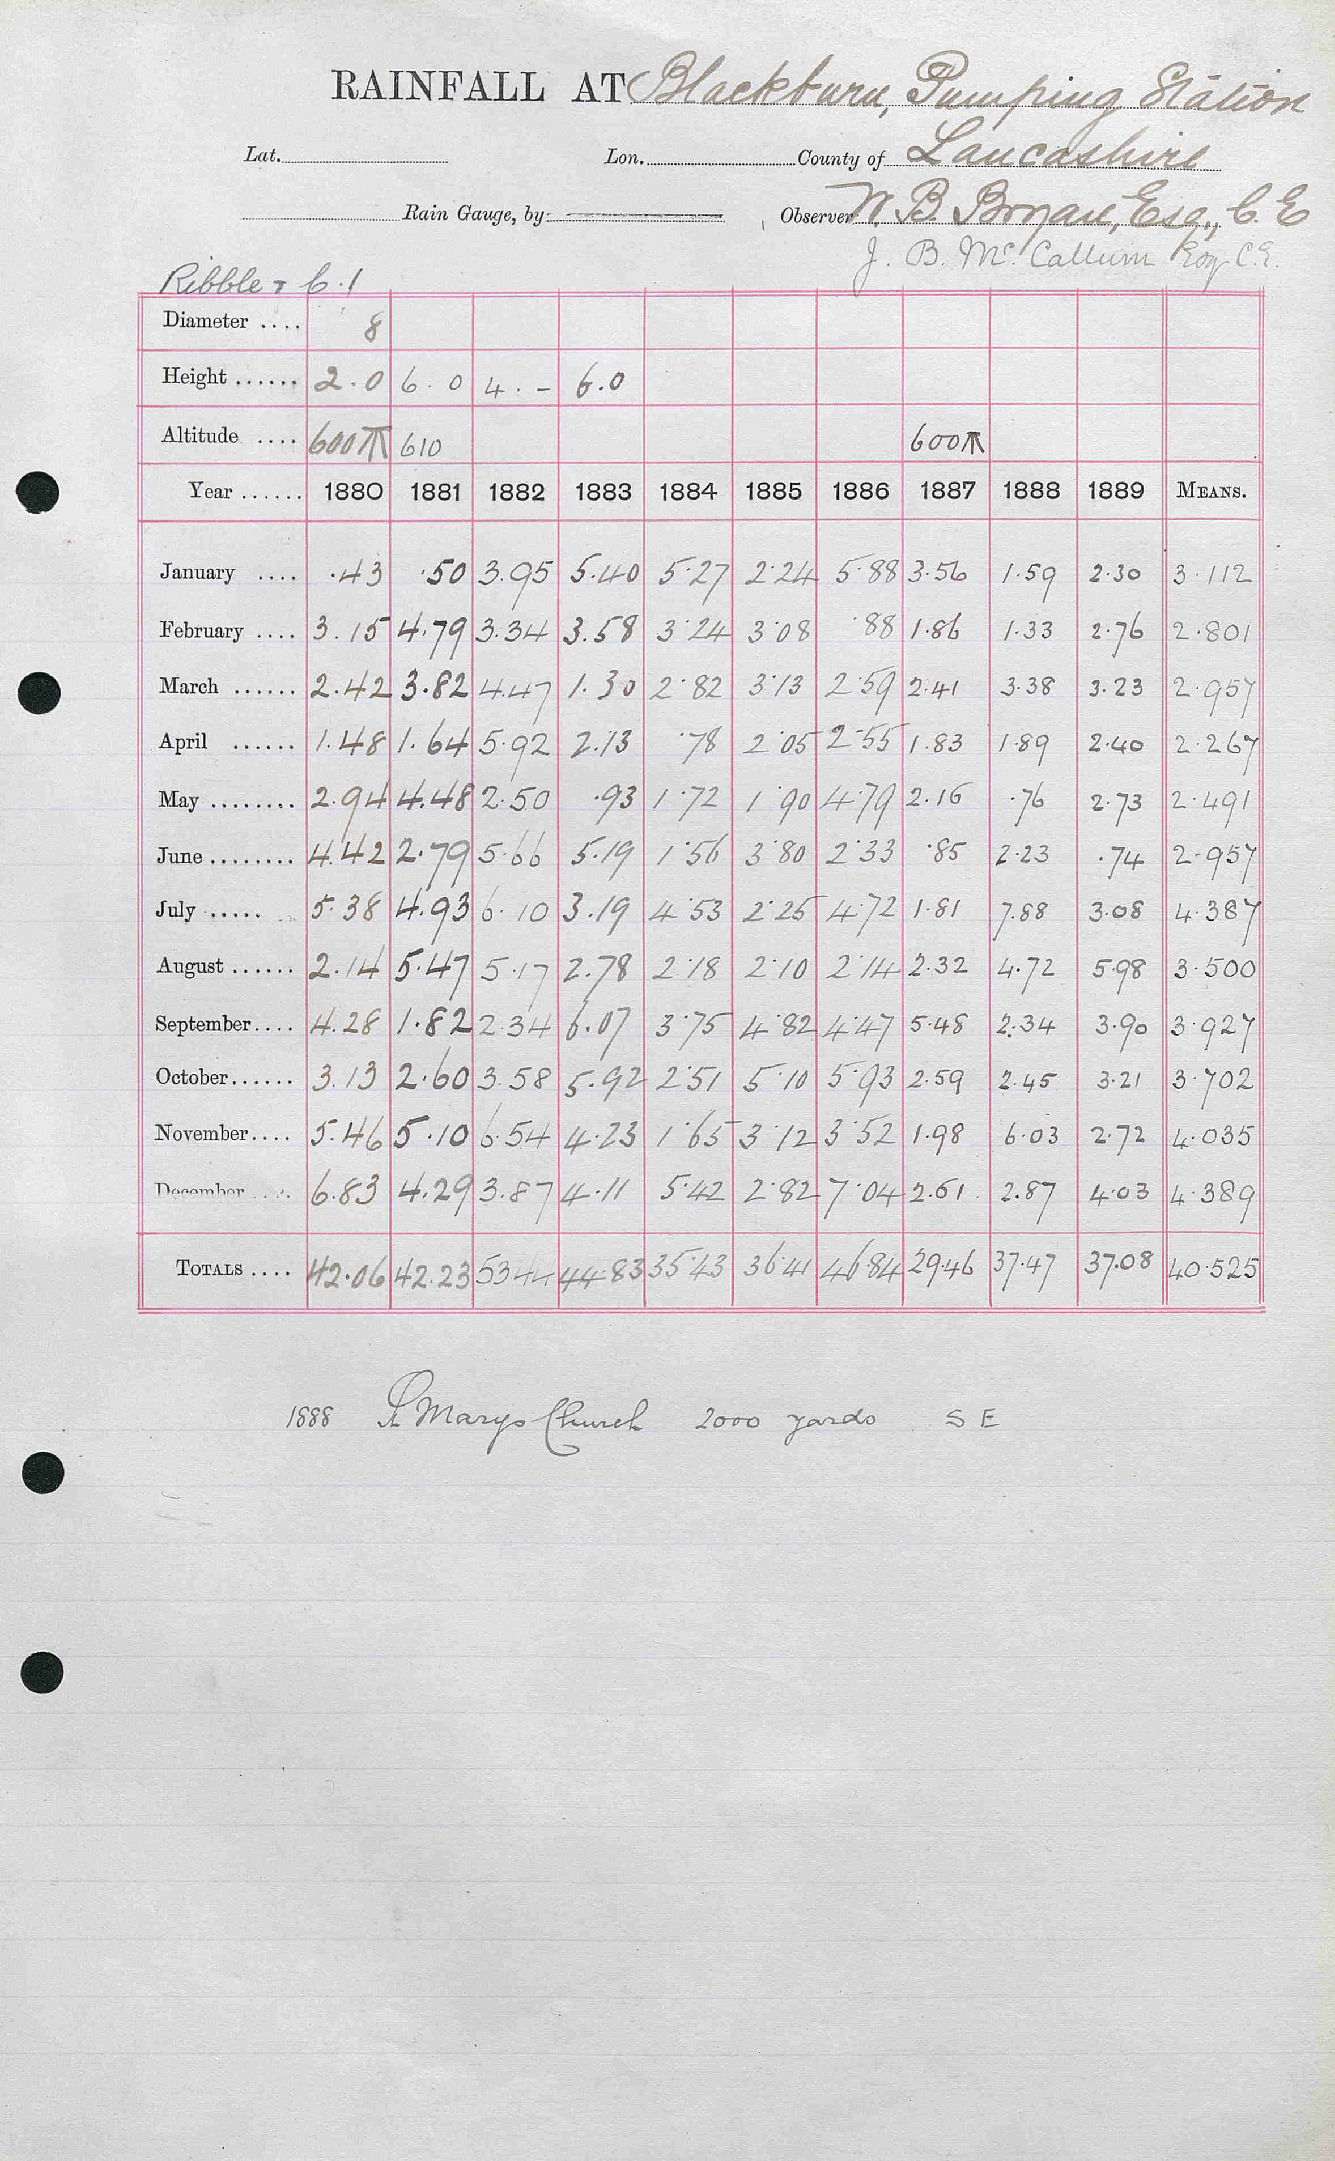 RAINFALL AT Blackburn, Pumping Station
Lat. Lon. County of Lancashire
Rain Gauge, by Observer W. B. Bryan, Esq., C. E
J. B. Mc. Callum Esq C.E.
Ribble + 6.1
Diameter .... 8
Height ...... 2.0 6.0 4.- 6.0
Altitude .... 600 T 610 600 T
Year ...... 1880 1881 1882 1883 1884 1885 1886 1887 1888 1889 MEANS.
January .... .43 .50 3.95 5.40 5.27 2.24 5.88 3.56 1.59 2.30 3.112
February .... 3.15 4.79 3.34 3.58 3.24 3.08 .88 1.86 1.33 2.76 2.801
March ...... 2.42 3.82 4.47 1.30 2.82 3.13 2.59 2.41 3.38 3.23 2.957
April ...... 1.48 1.64 5.92 2.13 .78 2.05 2.55 1.83 1.89 2.40 2.267
May ........ 2.94 4.48 2.50 .93 1.72 1.90 4.79 2.16 .76 2.73 2.491
June ........ 4.42 2.79 5.66 5.19 1.56 3.80 2.33 .85 2.23 .74 2.957
July ..... 5.38 4.93 6.10 3.19 4.53 2.25 4.72 1.81 7.88 3.08 4.387
August ...... 2.14 5.47 5.17 2.78 2.18 2.10 2.14 2.32 4.72 5.98 3.500
September.... 4.28 1.82 2.34 6.07 3.75 4.82 4.47 5.48 2.34 3.90 3.927
October...... 3.13 2.60 3.58 5.92 2.51 5.10 5.93 2.59 2.45 3.21 3.702
November.... 5.46 5.10 6.54 4.23 1.65 3.12 3.52 1.98 6.03 2.72 4.035
December .... 6.83 4.29 3.87 4.11 5.42 2.82 7.04 2.61 2.87 4.03 4.389
TOTALS .... 42.06 42.23 53.44 44.83 35.43 36.41 46.84 29.46 37.47 37.08 40.525
1888 St Marys Church 2000 yards S E